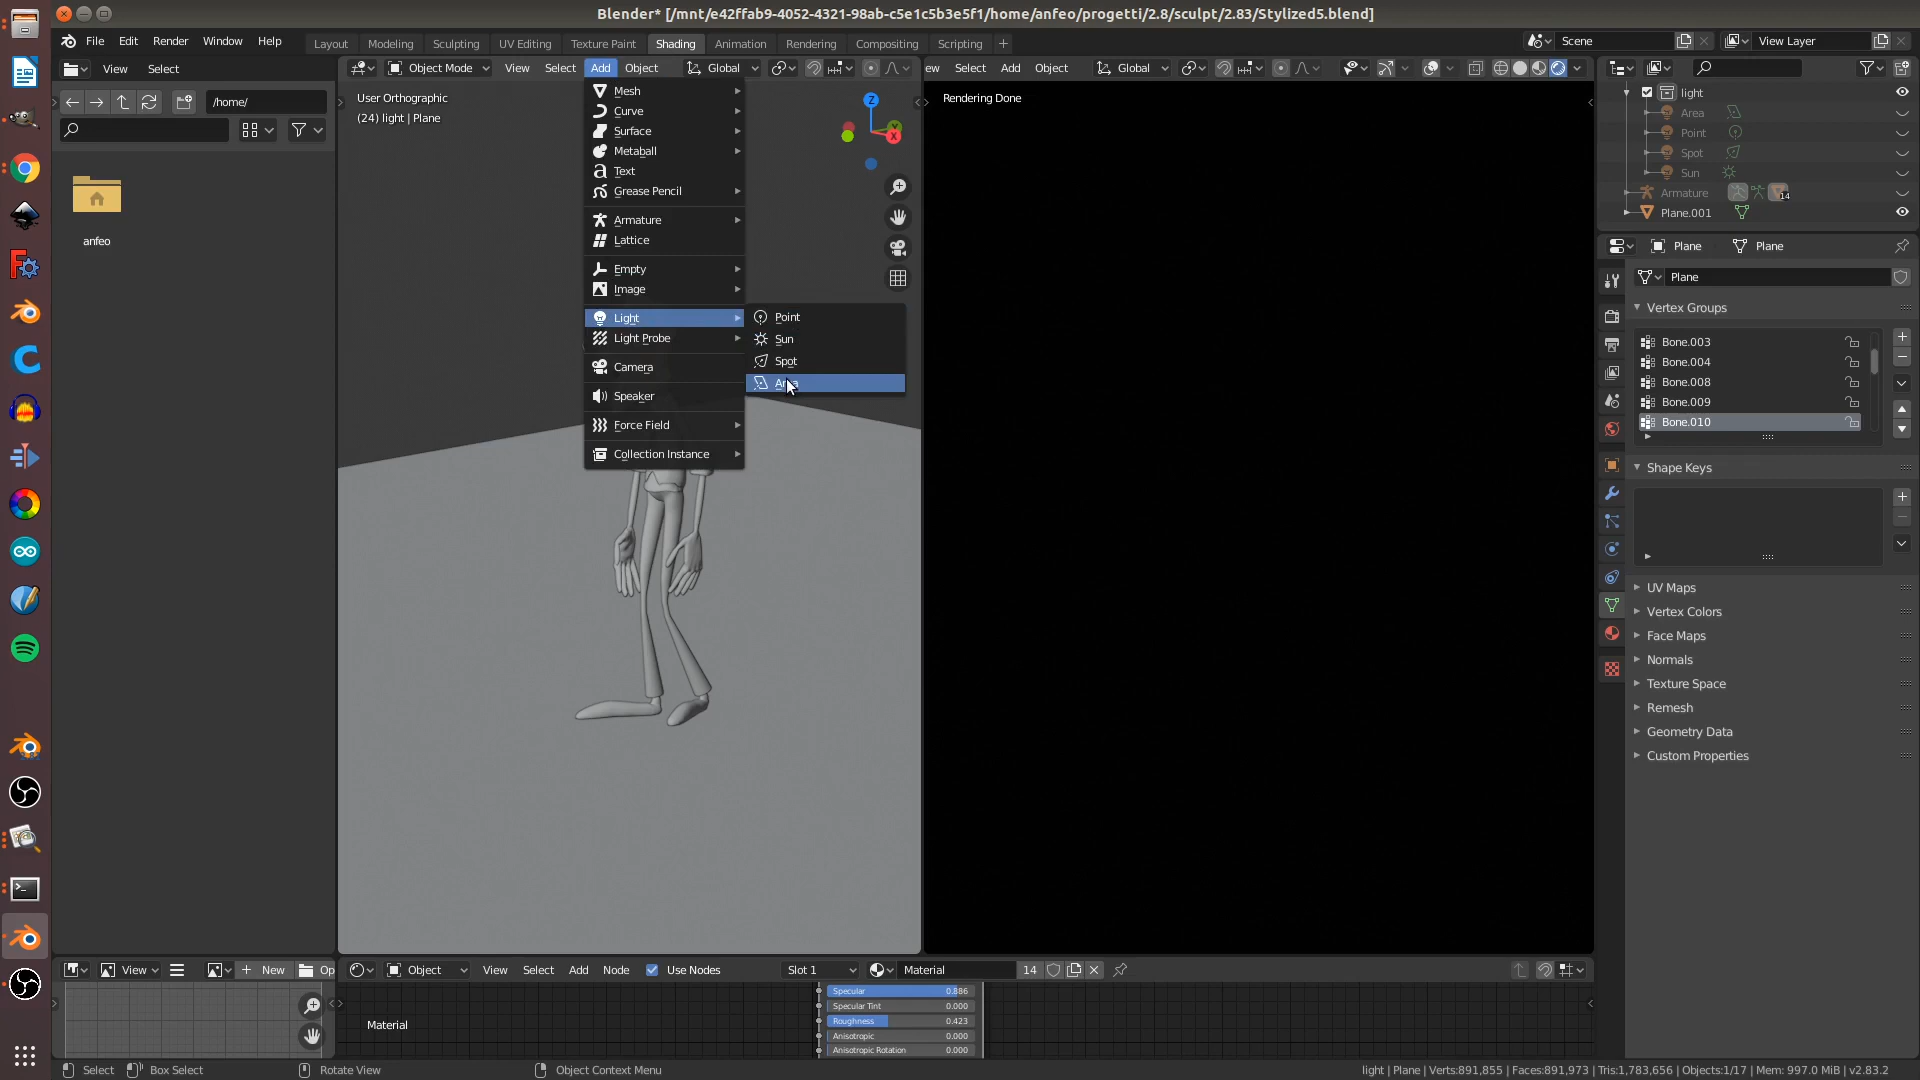 Blender* [/mnt/e42ffab9-4052-4321-98ab-c5e1c5b3e5f1/home/anfeo/progetti/2.8/sculpt/2.83/Stylized5.blend]
File Edit Render Window Help
Layout Modeling Sculpting UV Editing Texture Paint Shading Animation Rendering Compositing Scripting +
Scene
View Layer
View Select
Object Mode View Select Add Object Global
ew Select Add Object Global
/home/
anfeo
User Orthographic
(24) light | Plane
Mesh
Curve
Surface
Metaball
Text
Grease Pencil
Armature
Lattice
Empty
Image
Light
Light Probe
Camera
Speaker
Force Field
Collection Instance
Point
Sun
Spot
Area
Z
Y
X
Rendering Done
light
Area
Point
Spot
Sun
Armature
14
Plane.001
Plane Plane
Plane
Vertex Groups
Bone.003
Bone.004
Bone.008
Bone.009
Bone.010
Shape Keys
UV Maps
Vertex Colors
Face Maps
Normals
Texture Space
Remesh
Geometry Data
Custom Properties
View
New
Op
Object View Select Add Node Use Nodes Slot 1 Material 14
Material
Specular 0.886
Specular Tint 0.000
Roughness 0.423
Anisotropic 0.000
Anisotropic Rotation 0.000
Select Box Select Rotate View Object Context Menu
light | Plane | Verts:891,855 | Faces:891,973 | Tris:1,783,656 | Objects:1/17 | Mem: 997.0 MiB | v2.83.2